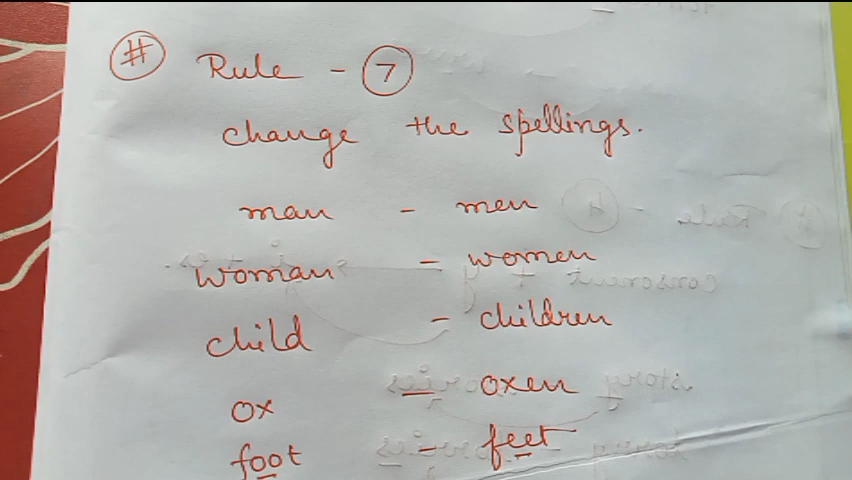 # Rule - 7
change the spellings.
man - men
woman - women
child - children
ox - oxen
foot - feet